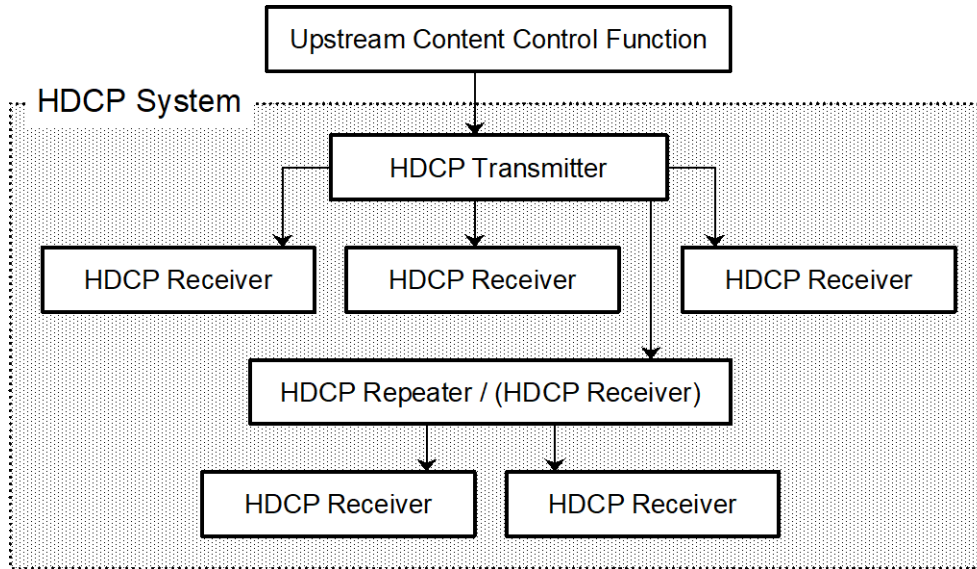 Upstream Content Control Function
HDCP System
HDCP Transmitter
HDCP Receiver
HDCP Receiver
HDCP Receiver
HDCP Repeater / (HDCP Receiver)
HDCP Receiver
HDCP Receiver